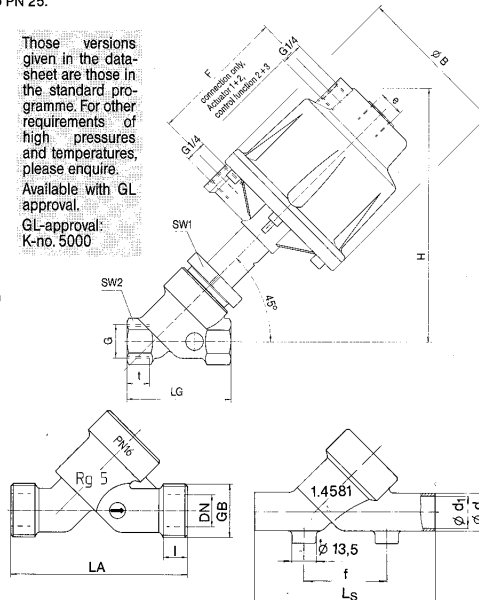 PN 25.
Those versions
given in the data-
sheet are those in
the standard pro-
gramme. For other
requirements of
high pressures
and temperatures,
please enquire.
Available with GL
approval.
GL-approval:
K-no. 5000
F
connection only.
Actuator 1+2,
control function 2+3
G1/4
G1/4
Ø B
e
H
SW1
SW2
45°
G
t
LG
PN16
Rg 5
DN
GB
l
LA
1.4581
Ø d1
Ø d
Ø 13,5
f
LS